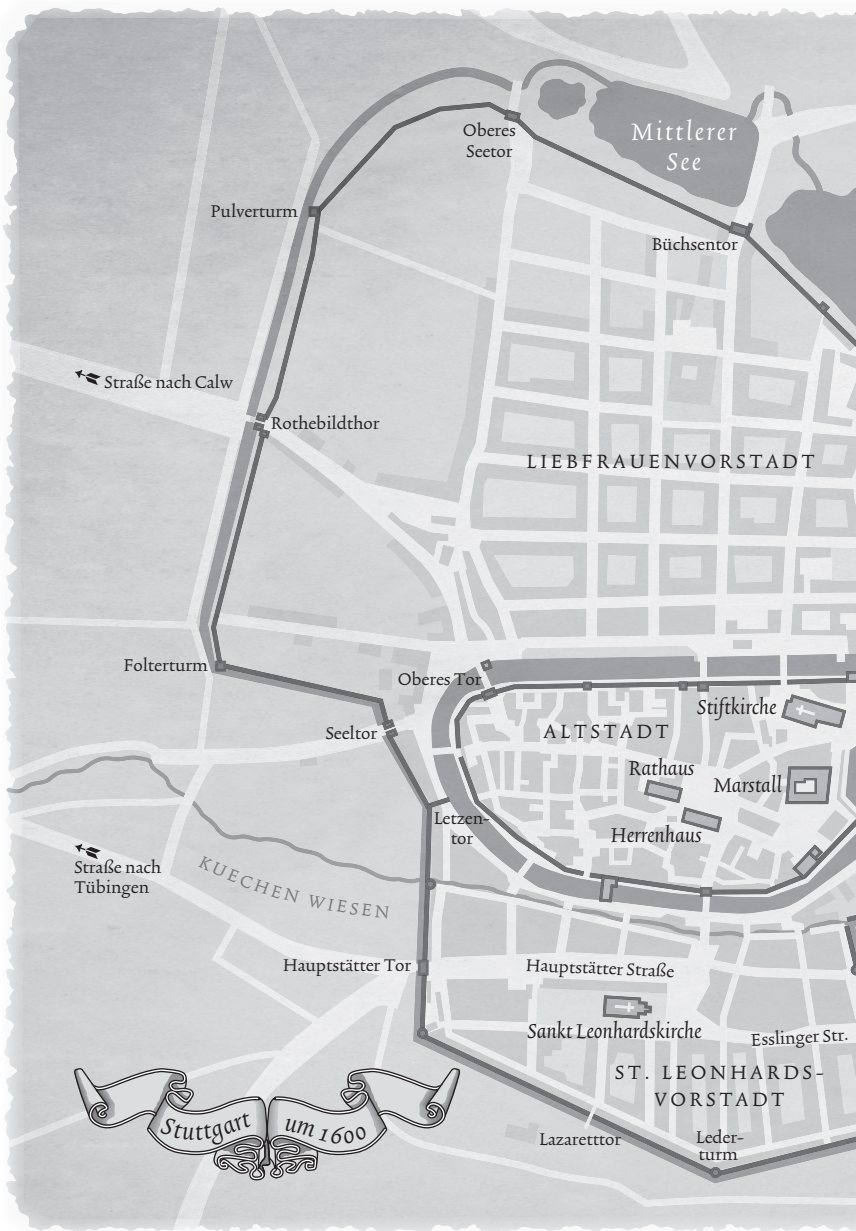 Oberes
Seetor
Mittlerer
See
Pulverturm
Büchsentor
Straße nach Calw
Rothebildthor
LIEBFRAUENVORSTADT
Folterturm
Oberes Tor
Stiftkirche
Seeltor
ALTSTADT
Rathaus
Marstall
Letzen-
tor
Herrenhaus
Straße nach
Tübingen
KUECHEN WIESEN
Hauptstätter Tor
Hauptstätter Straße
Sankt Leonhardskirche
Esslinger Str.
ST. LEONHARDS-
VORSTADT
Stuttgart um 1600
Lazaretttor
Leder-
turm